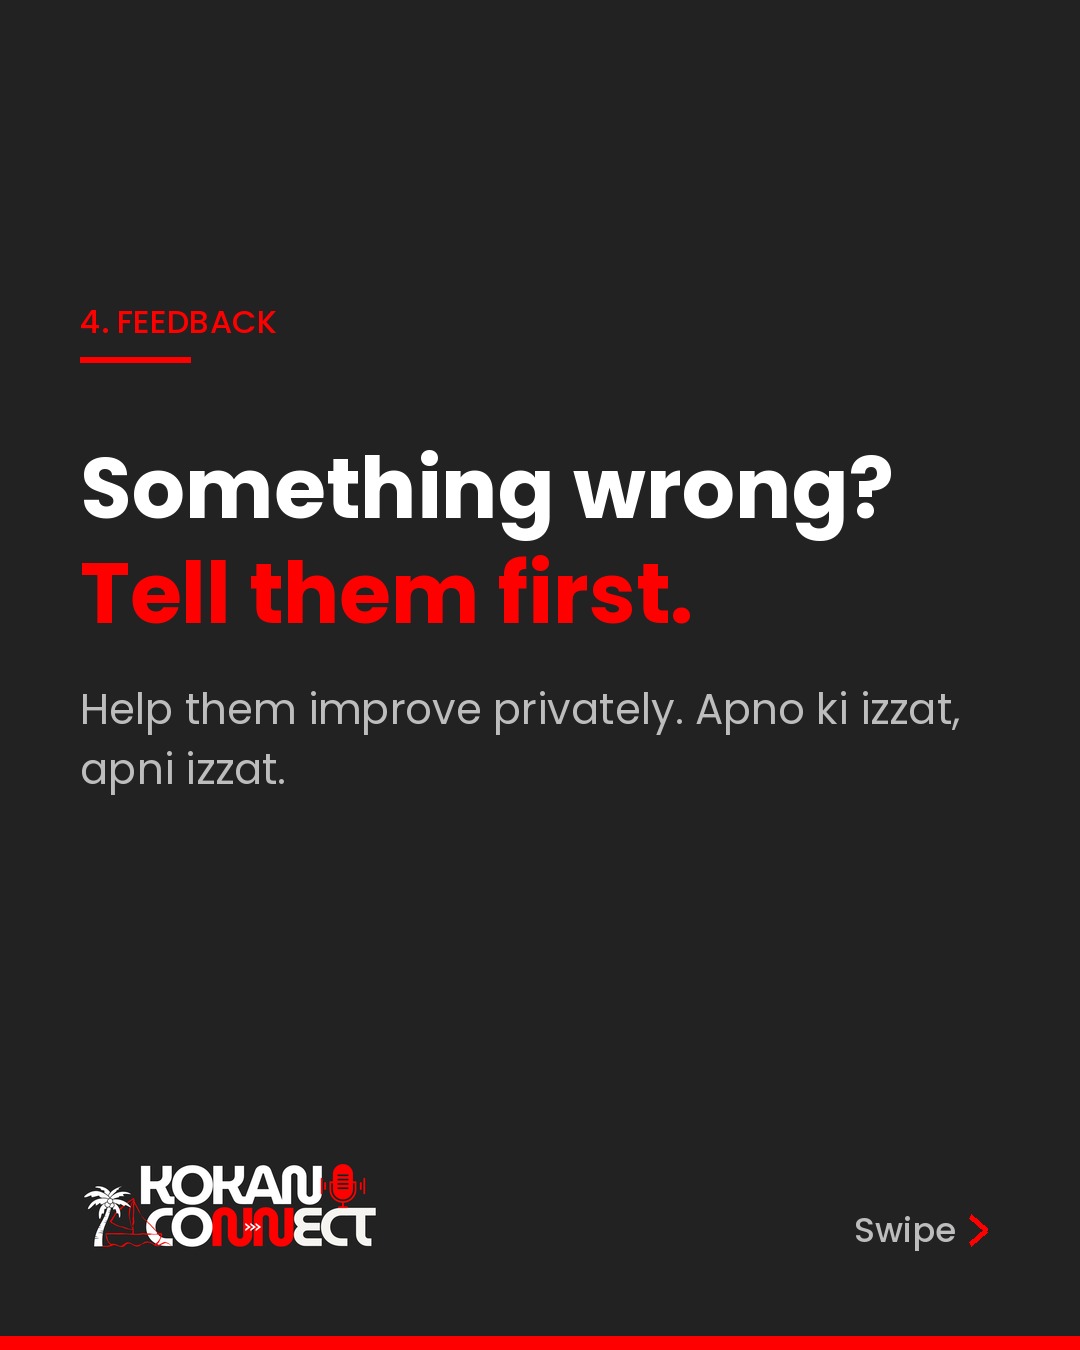 4. FEEDBACK
Something wrong?
Tell them first.
Help them improve privately. Apno ki izzat,
apni izzat.
KOKAN
CONNECT
Swipe